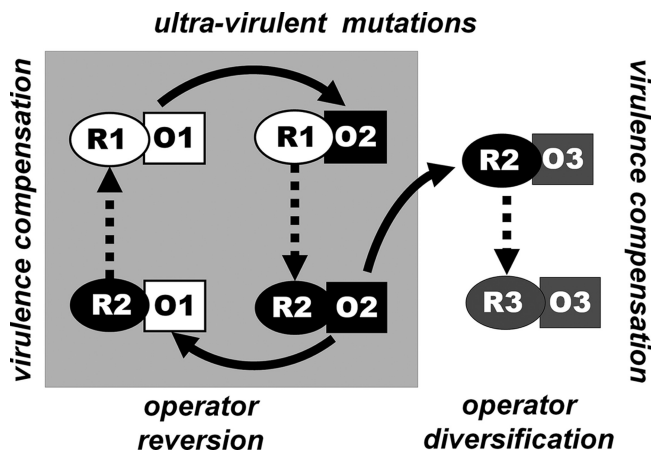 ultra-virulent mutations
virulence compensation
R1 O1
R1 O2
R2 O3
R2 O1
R2 O2
R3 O3
virulence compensation
operator
reversion
operator
diversification